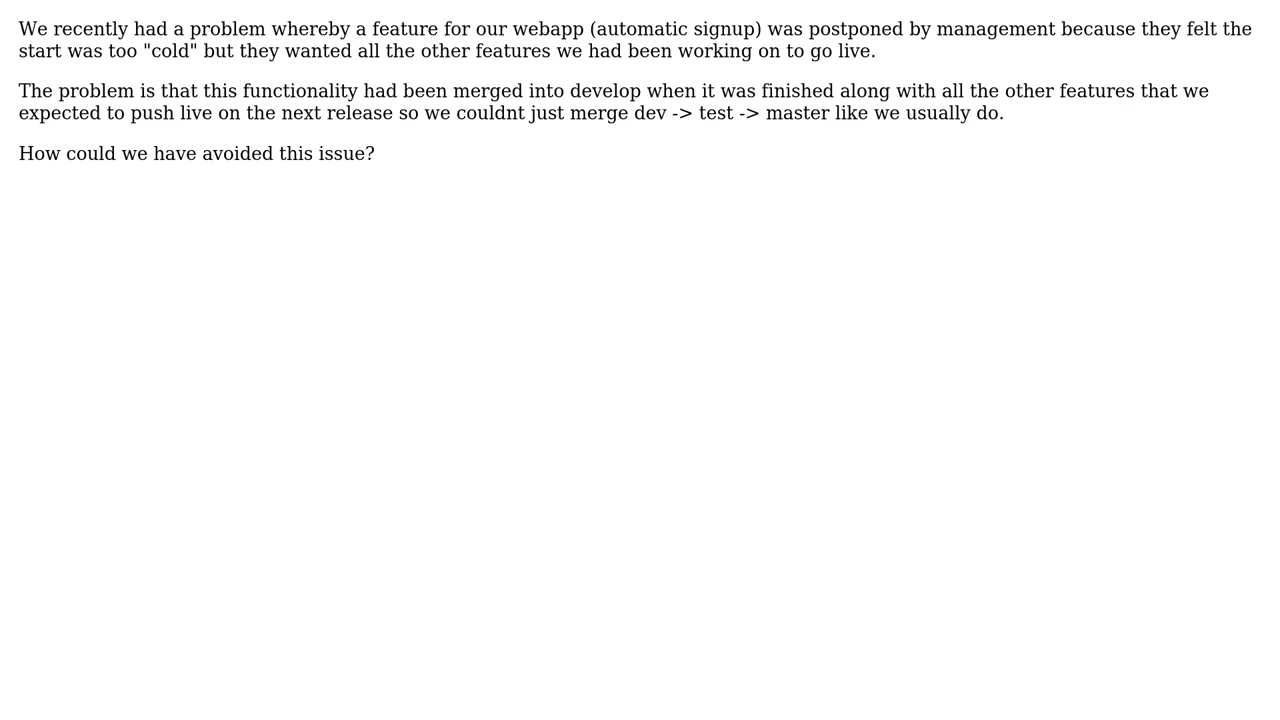 We recently had a problem whereby a feature for our webapp (automatic signup) was postponed by management because they felt the
start was too "cold" but they wanted all the other features we had been working on to go live.
The problem is that this functionality had been merged into develop when it was finished along with all the other features that we
expected to push live on the next release so we couldnt just merge dev -> test -> master like we usually do.
How could we have avoided this issue?